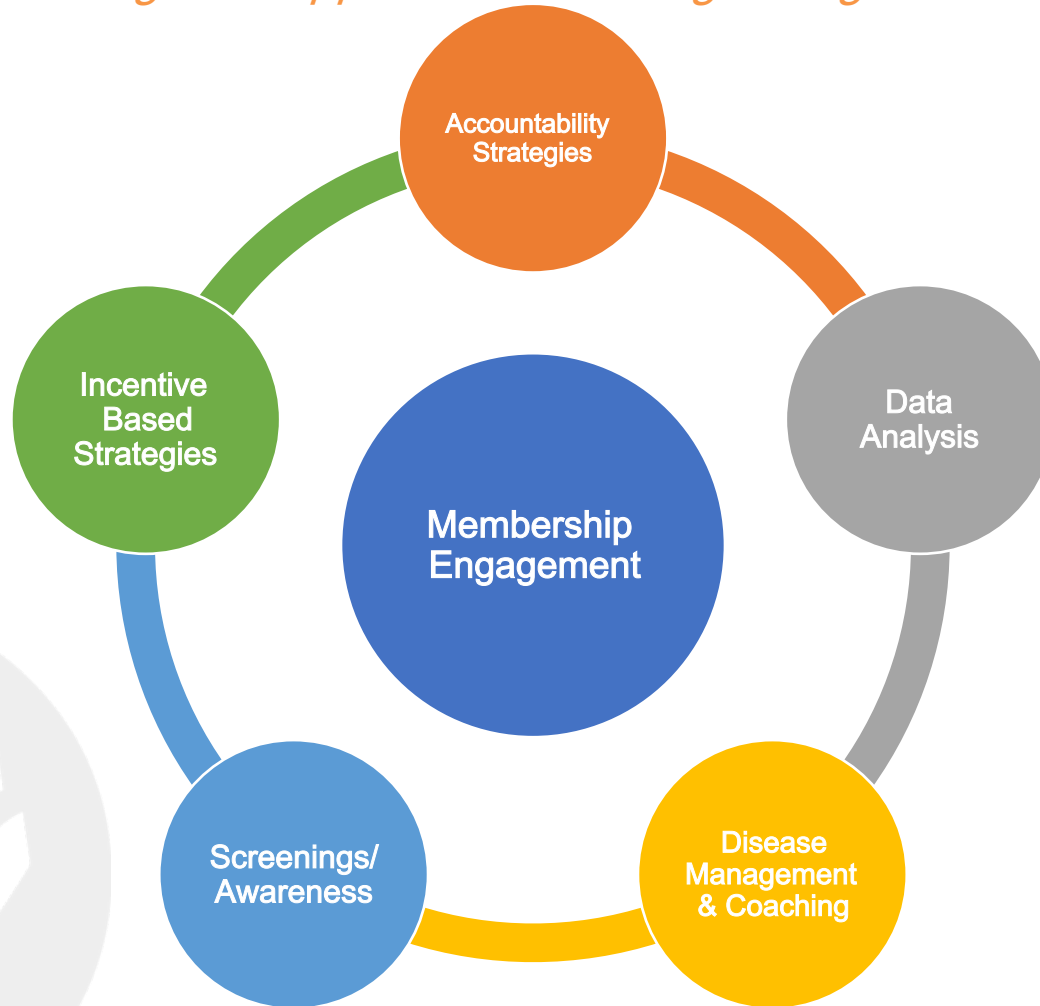 Accountability
Strategies
Incentive
Based
Strategies
Data
Analysis
Membership
Engagement
Screenings/
Awareness
Disease
Management
& Coaching